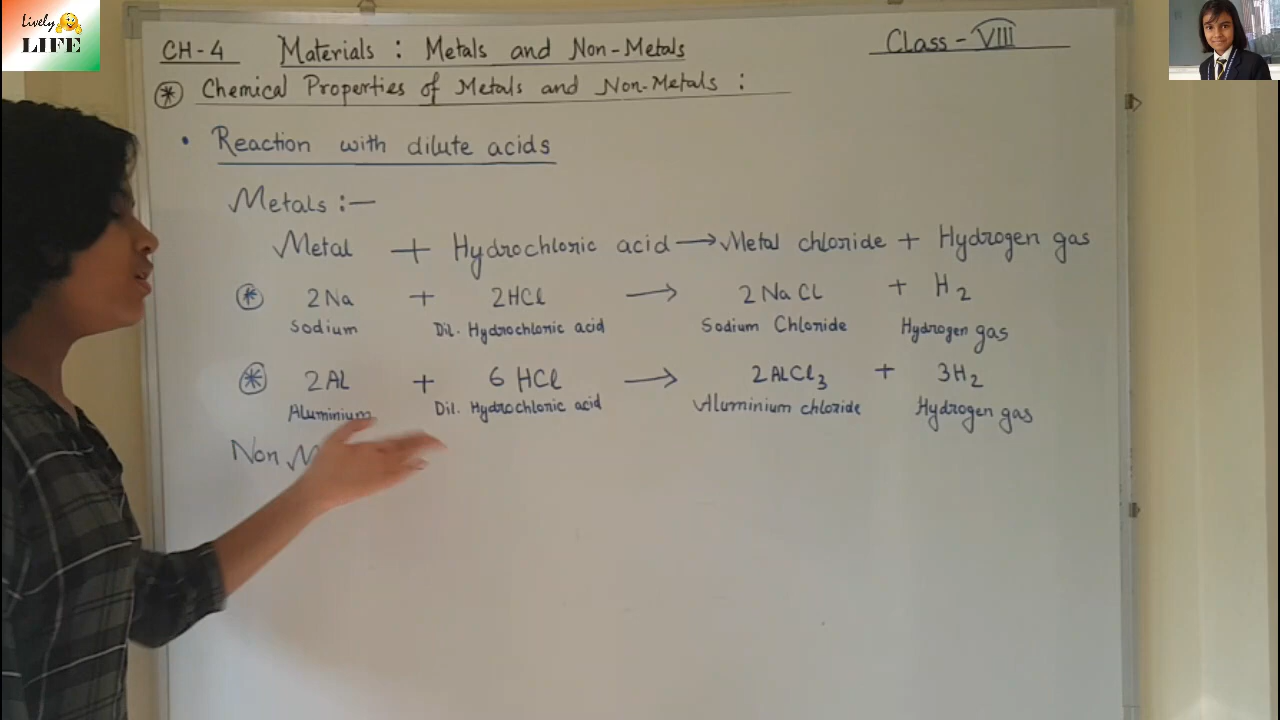 Lively
LIFE
CH-4 Materials : Metals and Non-Metals
Class - VIII
* Chemical Properties of Metals and Non-Metals :
• Reaction with dilute acids
Metals :—
Metal + Hydrochloric acid → Metal chloride + Hydrogen gas
* 2Na + 2HCl → 2NaCl + H₂
Sodium Dil. Hydrochloric acid Sodium Chloride Hydrogen gas
* 2Al + 6HCl → 2AlCl₃ + 3H₂
Aluminium Dil. Hydrochloric acid Aluminium chloride Hydrogen gas
Non